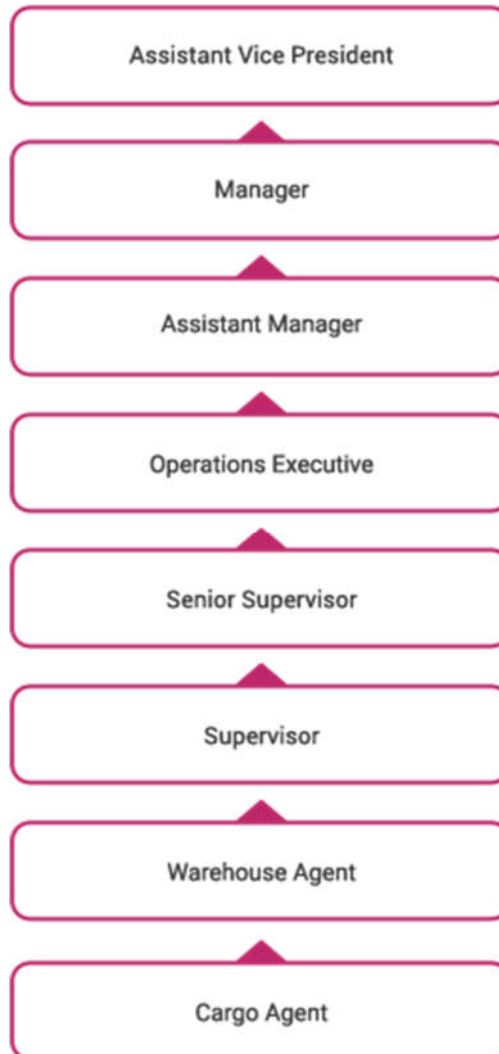 Assistant Vice President
Manager
Assistant Manager
Operations Executive
Senior Supervisor
Supervisor
Warehouse Agent
Cargo Agent